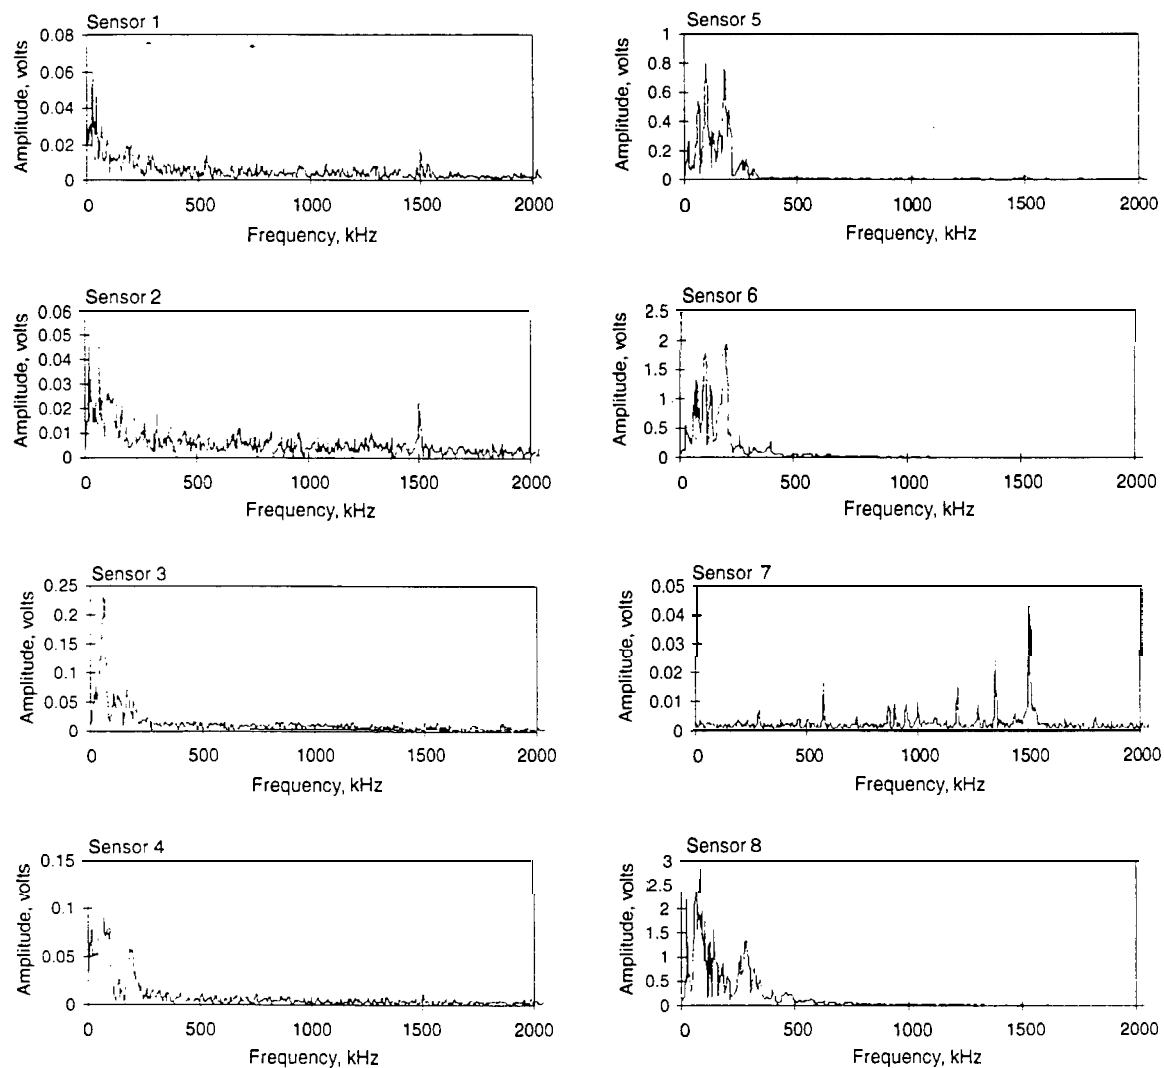 Sensor 1
0.08
0.06
0.04
0.02
0
Amplitude, volts
0 500 1000 1500 2000
Frequency, kHz
Sensor 2
0.06
0.05
0.04
0.03
0.02
0.01
0
Amplitude, volts
0 500 1000 1500 2000
Frequency, kHz
Sensor 3
0.25
0.2
0.15
0.1
0.05
0
Amplitude, volts
0 500 1000 1500 2000
Frequency, kHz
Sensor 4
0.15
0.1
0.05
0
Amplitude, volts
0 500 1000 1500 2000
Frequency, kHz
Sensor 5
1
0.8
0.6
0.4
0.2
0
Amplitude, volts
0 500 1000 1500 2000
Frequency, kHz
Sensor 6
2.5
2
1.5
1
0.5
0
Amplitude, volts
0 500 1000 1500 2000
Frequency, kHz
Sensor 7
0.05
0.04
0.03
0.02
0.01
0
Amplitude, volts
0 500 1000 1500 2000
Frequency, kHz
Sensor 8
3
2.5
2
1.5
1
0.5
0
Amplitude, volts
0 500 1000 1500 2000
Frequency, kHz